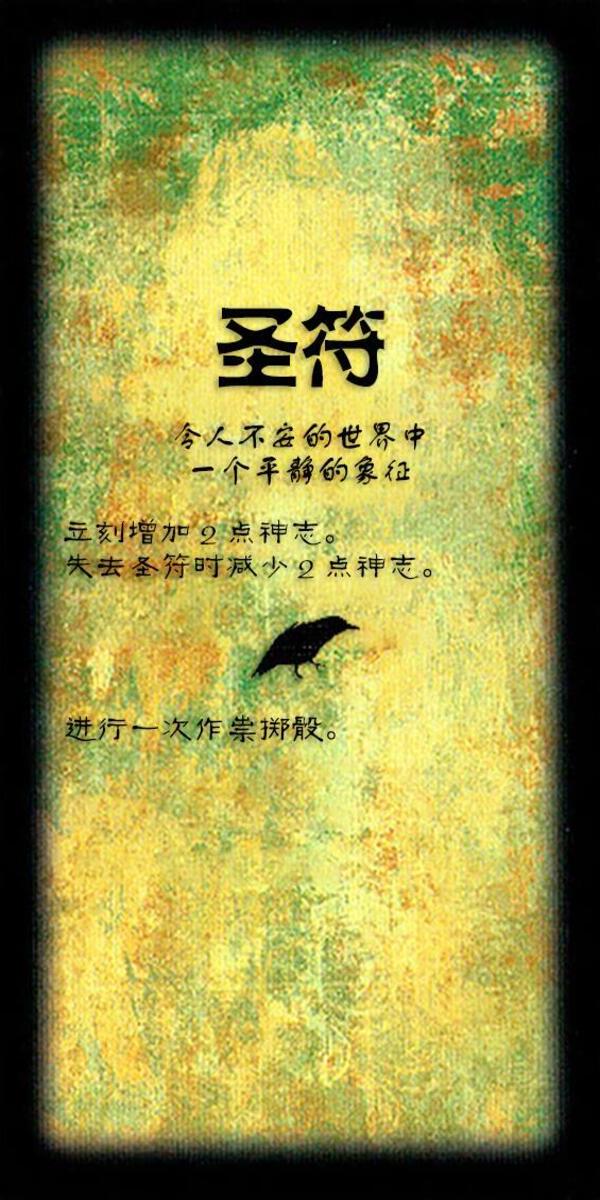 圣符
令人不安的世界中
一个平静的象征
立刻增加 2 点神志。
失去圣符时减少 2 点神志。
进行一次作祟掷骰。